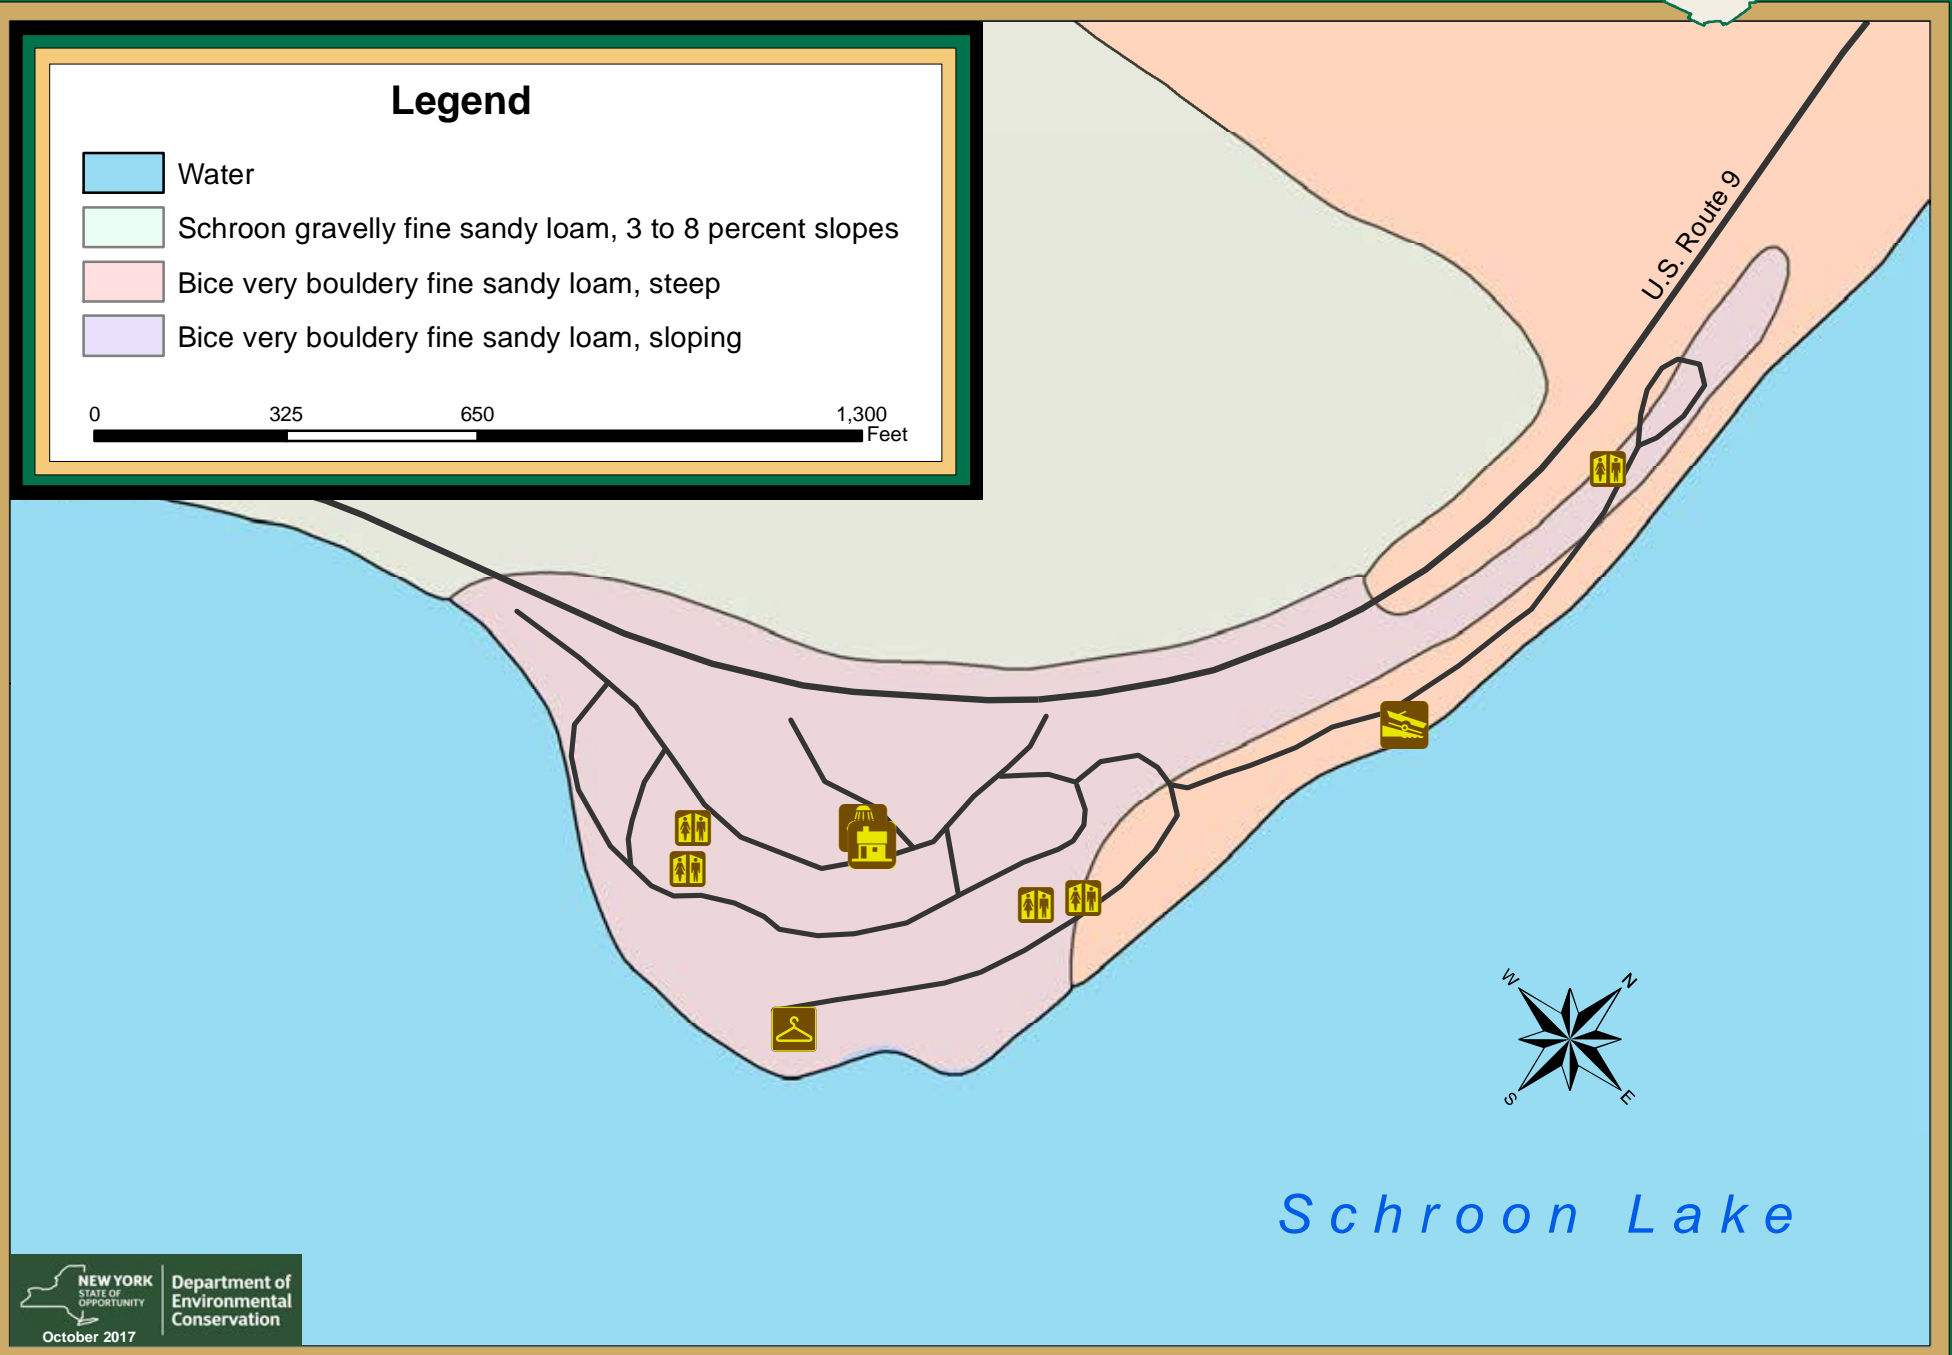 Legend
Water
Schroon gravelly fine sandy loam, 3 to 8 percent slopes
Bice very bouldery fine sandy loam, steep
Bice very bouldery fine sandy loam, sloping
0 325 650 1,300
Feet
U.S. Route 9
W N
S E
Schroon Lake
NEW YORK
STATE OF
OPPORTUNITY
Department of
Environmental
Conservation
October 2017